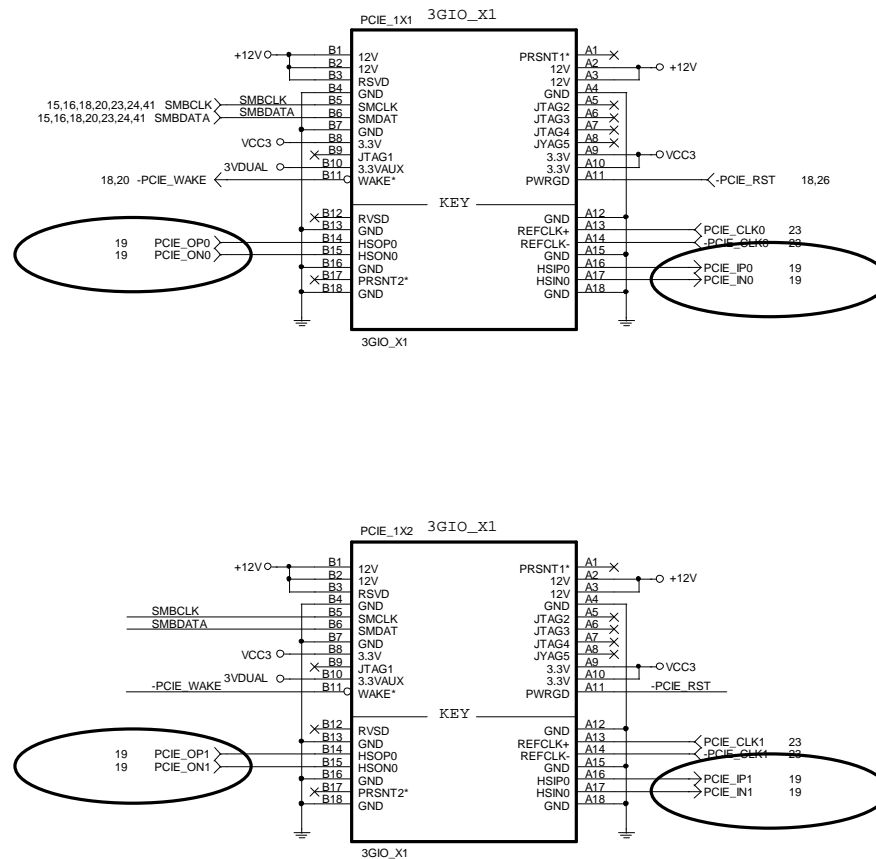 PCIE_1X1 3GIO_X1
+12V B1 12V PRSNT1* A1
B2 12V 12V A2 +12V
B3 RSVD 12V A3
B4 GND GND A4
15,16,18,20,23,24,41 SMBCLK SMBCLK B5 SMCLK JTAG2 A5
15,16,18,20,23,24,41 SMBDATA SMBDATA B6 SMDAT JTAG3 A6
B7 GND JTAG4 A7
VCC3 B8 3.3V JYAG5 A8
B9 JTAG1 3.3V A9 VCC3
3VDUAL B10 3.3VAUX 3.3V A10
18,20 -PCIE_WAKE B11 WAKE* PWRGD A11 -PCIE_RST 18,26
KEY
B12 RVSD GND A12
B13 GND REFCLK+ A13 PCIE_CLK0 23
19 PCIE_OP0 B14 HSOP0 REFCLK- A14 -PCIE_CLK0 23
19 PCIE_ON0 B15 HSON0 GND A15
B16 GND HSIP0 A16 PCIE_IP0 19
B17 PRSNT2* HSIN0 A17 PCIE_IN0 19
B18 GND GND A18
3GIO_X1
PCIE_1X2 3GIO_X1
+12V B1 12V PRSNT1* A1
B2 12V 12V A2 +12V
B3 RSVD 12V A3
B4 GND GND A4
SMBCLK B5 SMCLK JTAG2 A5
SMBDATA B6 SMDAT JTAG3 A6
B7 GND JTAG4 A7
VCC3 B8 3.3V JYAG5 A8
B9 JTAG1 3.3V A9 VCC3
3VDUAL B10 3.3VAUX 3.3V A10
-PCIE_WAKE B11 WAKE* PWRGD A11 -PCIE_RST
KEY
B12 RVSD GND A12
B13 GND REFCLK+ A13 PCIE_CLK1 23
19 PCIE_OP1 B14 HSOP0 REFCLK- A14 -PCIE_CLK1 23
19 PCIE_ON1 B15 HSON0 GND A15
B16 GND HSIP0 A16 PCIE_IP1 19
B17 PRSNT2* HSIN0 A17 PCIE_IN1 19
B18 GND GND A18
3GIO_X1